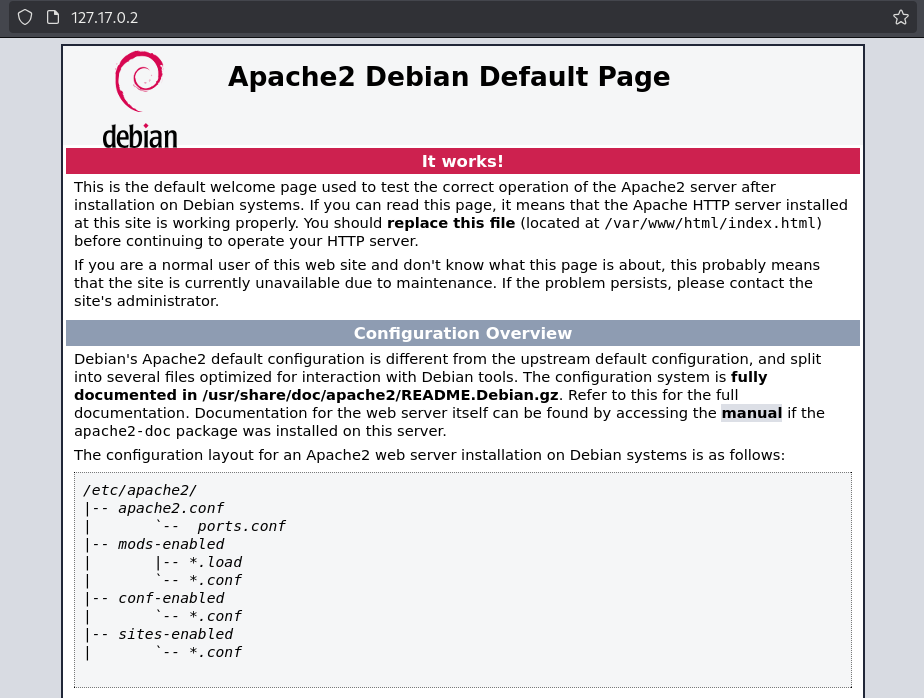 127.17.0.2
debian
Apache2 Debian Default Page
It works!
This is the default welcome page used to test the correct operation of the Apache2 server after
installation on Debian systems. If you can read this page, it means that the Apache HTTP server installed
at this site is working properly. You should replace this file (located at /var/www/html/index.html)
before continuing to operate your HTTP server.
If you are a normal user of this web site and don't know what this page is about, this probably means
that the site is currently unavailable due to maintenance. If the problem persists, please contact the
site's administrator.
Configuration Overview
Debian's Apache2 default configuration is different from the upstream default configuration, and split
into several files optimized for interaction with Debian tools. The configuration system is fully
documented in /usr/share/doc/apache2/README.Debian.gz. Refer to this for the full
documentation. Documentation for the web server itself can be found by accessing the manual if the
apache2-doc package was installed on this server.
The configuration layout for an Apache2 web server installation on Debian systems is as follows:
/etc/apache2/
|-- apache2.conf
|       `--  ports.conf
|-- mods-enabled
|       |-- *.load
|       `-- *.conf
|-- conf-enabled
|       `-- *.conf
|-- sites-enabled
|       `-- *.conf